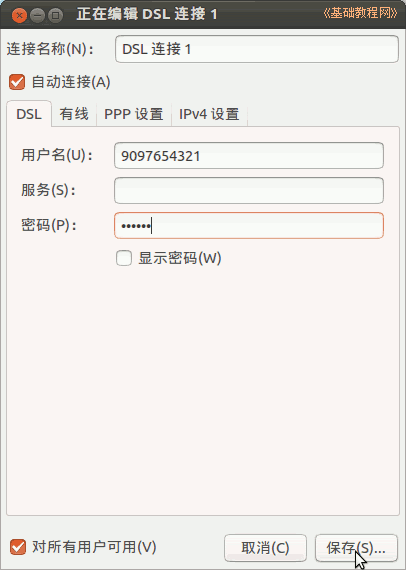 正在编辑 DSL 连接 1
《基础教程网》
连接名称(N)： DSL 连接 1
自动连接(A)
DSL 有线 PPP 设置 IPv4 设置
用户名(U)： 9097654321
服务(S)：
密码(P)： ••••••
显示密码(W)
对所有用户可用(V) 取消(C) 保存(S)...